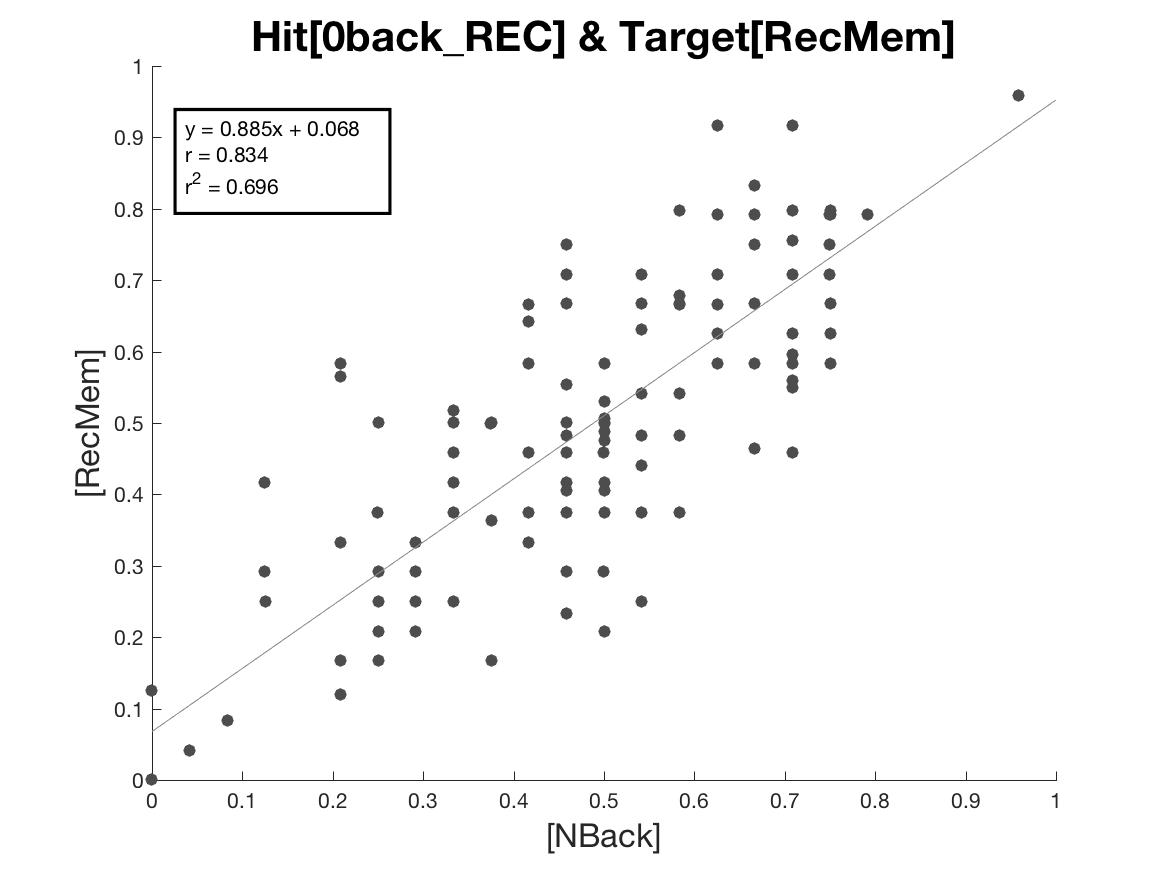 Hit[0back_REC] & Target[RecMem]
1
0.9
0.8
0.7
0.6
0.5
0.4
0.3
0.2
0.1
0
y = 0.885x + 0.068
r = 0.834
r² = 0.696
[RecMem]
0 0.1 0.2 0.3 0.4 0.5 0.6 0.7 0.8 0.9 1
[NBack]